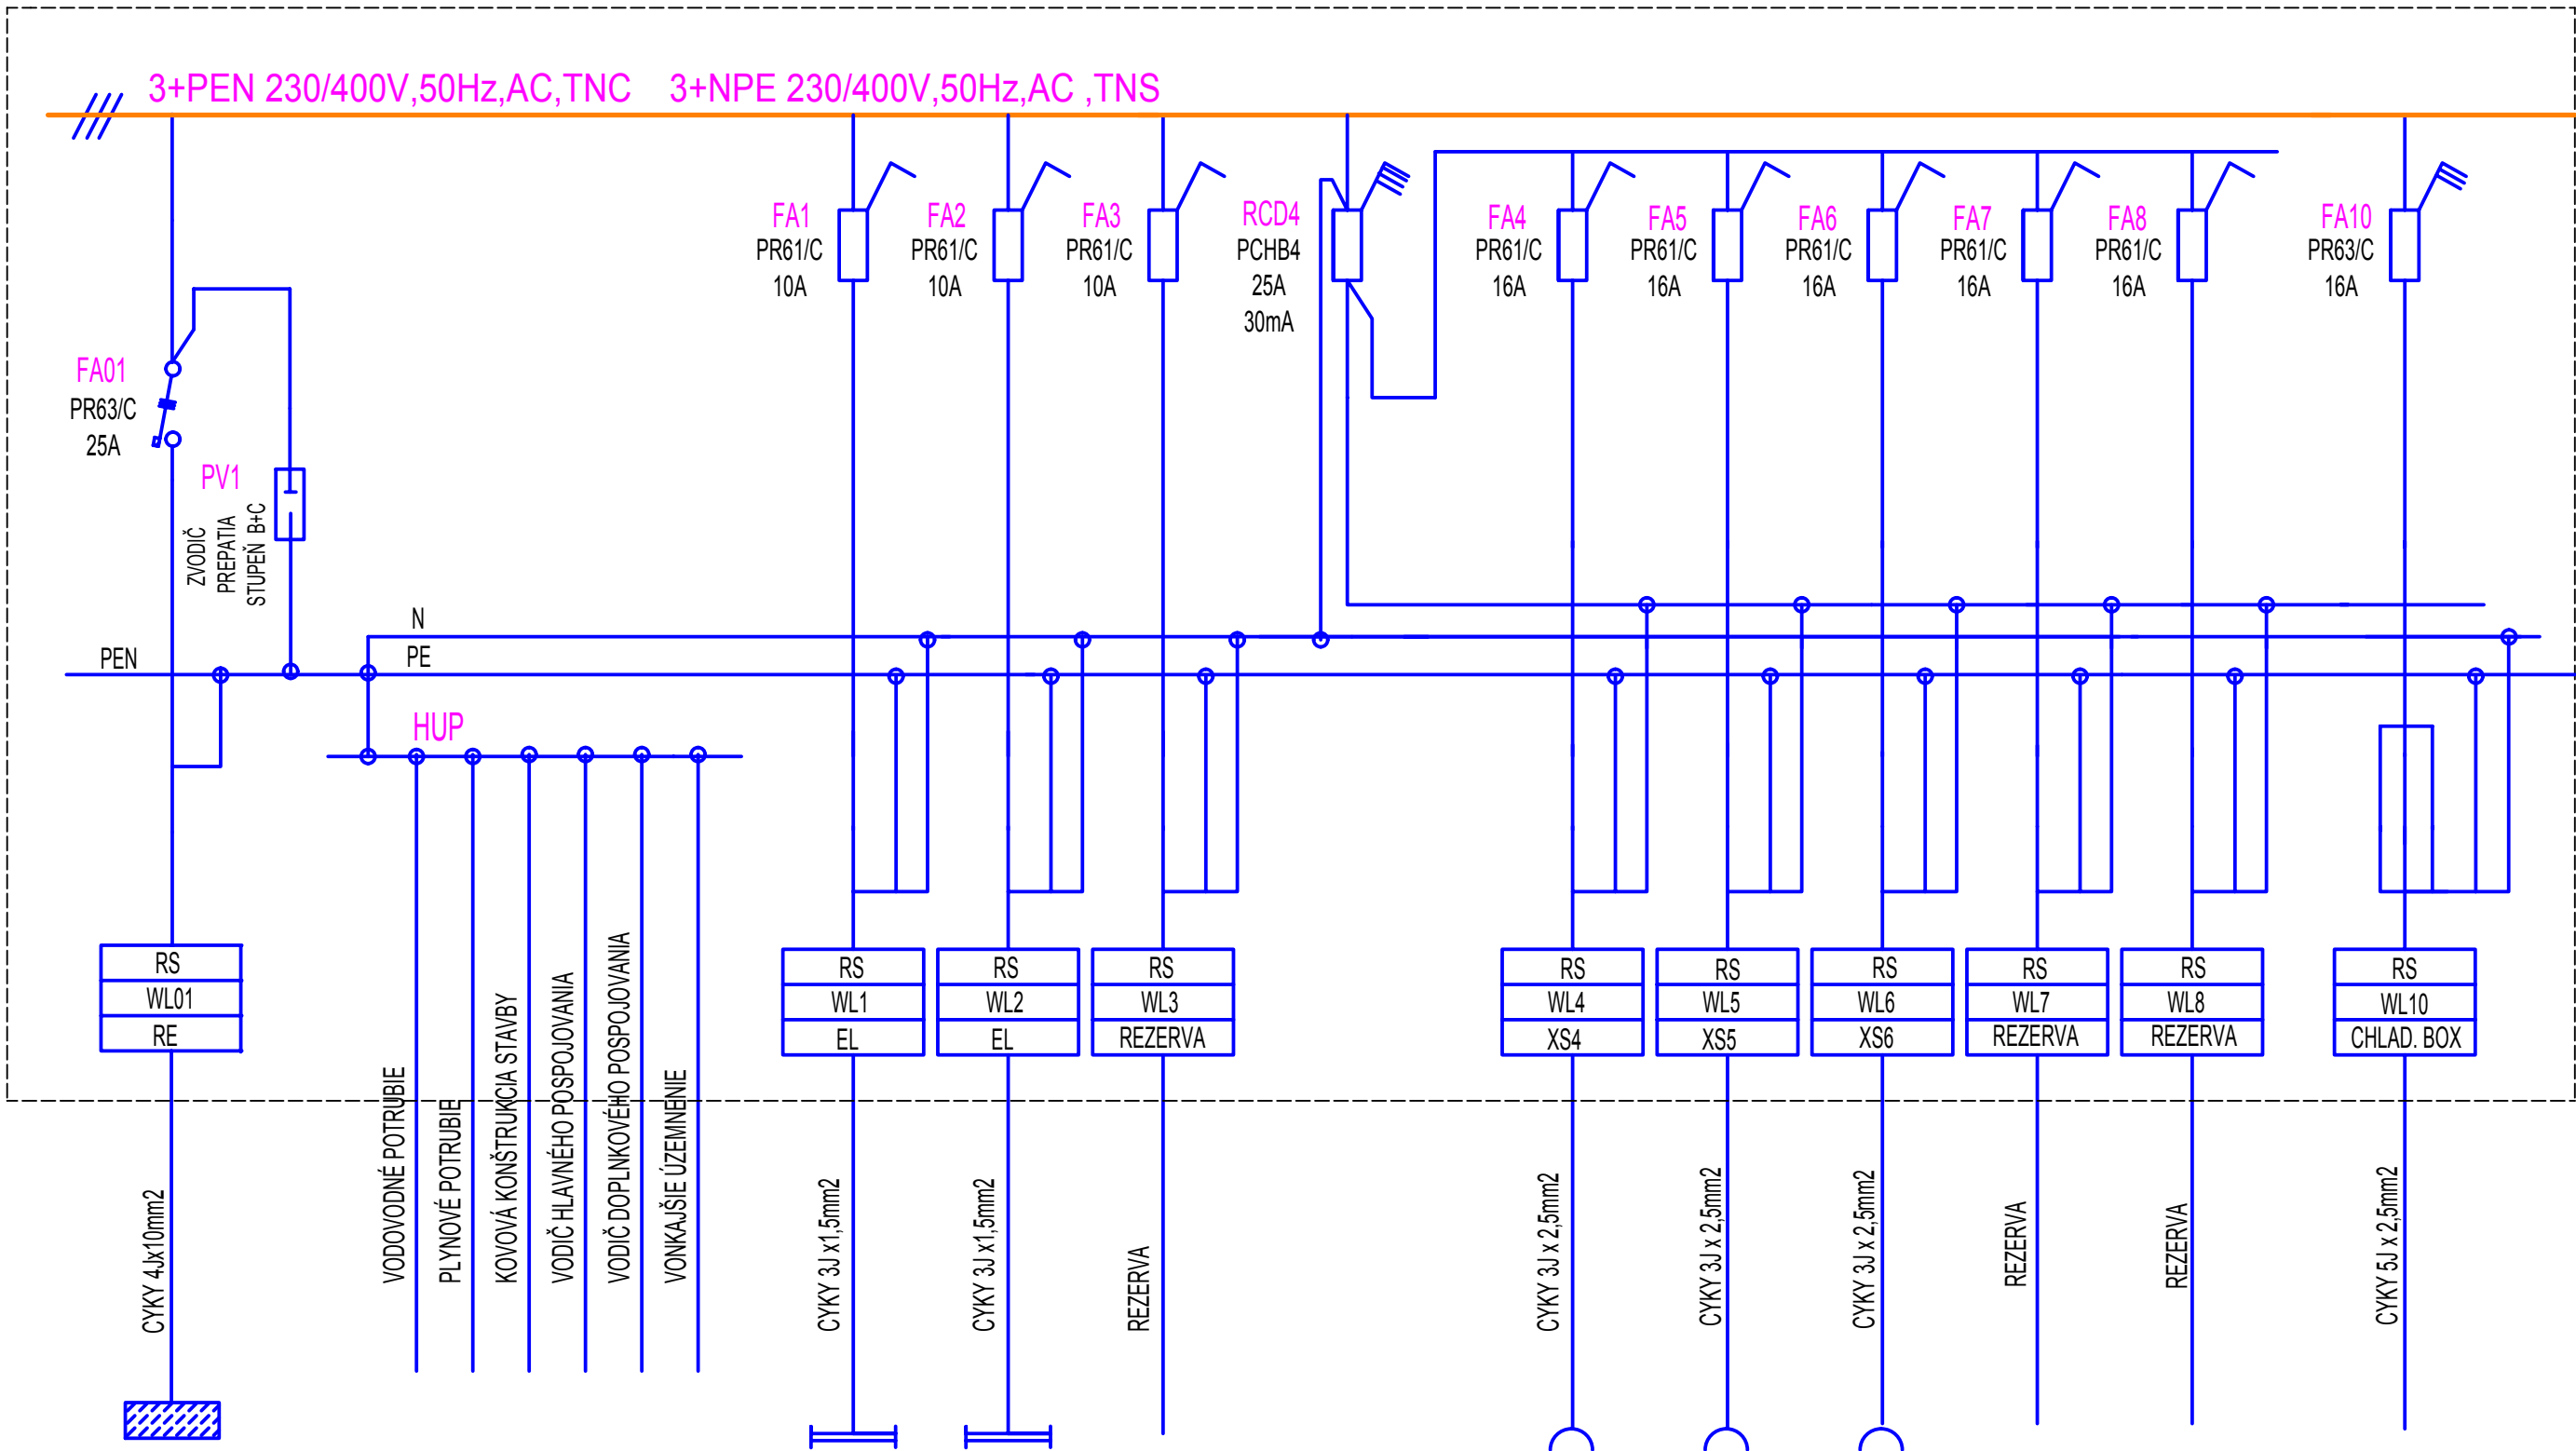 3+PEN 230/400V,50Hz,AC,TNC 3+NPE 230/400V,50Hz,AC ,TNS
FA01
PR63/C
25A
PV1
ZVODIČ
PREPATIA
STUPEŇ B+C
FA1
PR61/C
10A
FA2
PR61/C
10A
FA3
PR61/C
10A
RCD4
PCHB4
25A
30mA
FA4
PR61/C
16A
FA5
PR61/C
16A
FA6
PR61/C
16A
FA7
PR61/C
16A
FA8
PR61/C
16A
FA10
PR63/C
16A
N
PEN
PE
HUP
RS
WL01
RE
RS
WL1
EL
RS
WL2
EL
RS
WL3
REZERVA
RS
WL4
XS4
RS
WL5
XS5
RS
WL6
XS6
RS
WL7
REZERVA
RS
WL8
REZERVA
RS
WL10
CHLAD. BOX
CYKY 4Jx10mm2
VODOVODNÉ POTRUBIE
PLYNOVÉ POTRUBIE
KOVOVÁ KONŠTRUKCIA STAVBY
VODIČ HLAVNÉHO POSPOJOVANIA
VODIČ DOPLNKOVÉHO POSPOJOVANIA
VONKAJŠIE ÚZEMNENIE
CYKY 3J x1,5mm2
CYKY 3J x1,5mm2
REZERVA
CYKY 3J x 2,5mm2
CYKY 3J x 2,5mm2
CYKY 3J x 2,5mm2
REZERVA
REZERVA
CYKY 5J x 2,5mm2